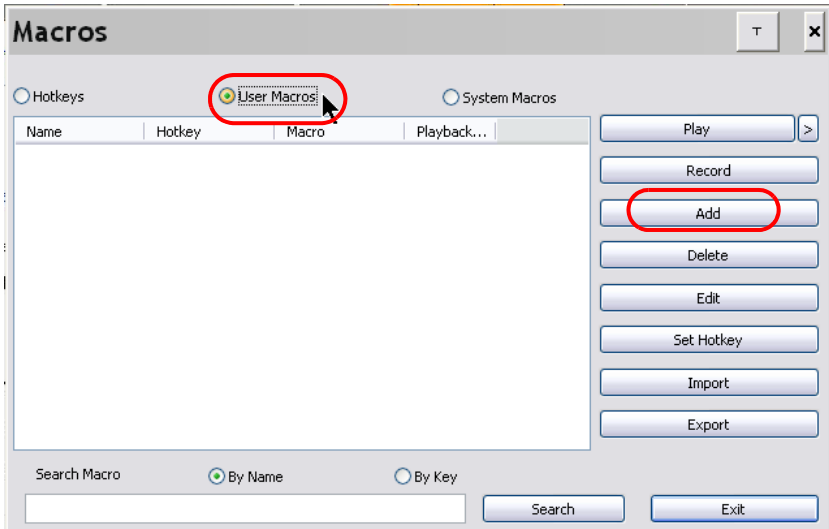 Macros
T
×
Hotkeys
User Macros
System Macros
Name Hotkey Macro Playback...
Play >
Record
Add
Delete
Edit
Set Hotkey
Import
Export
Search Macro
By Name
By Key
Search
Exit